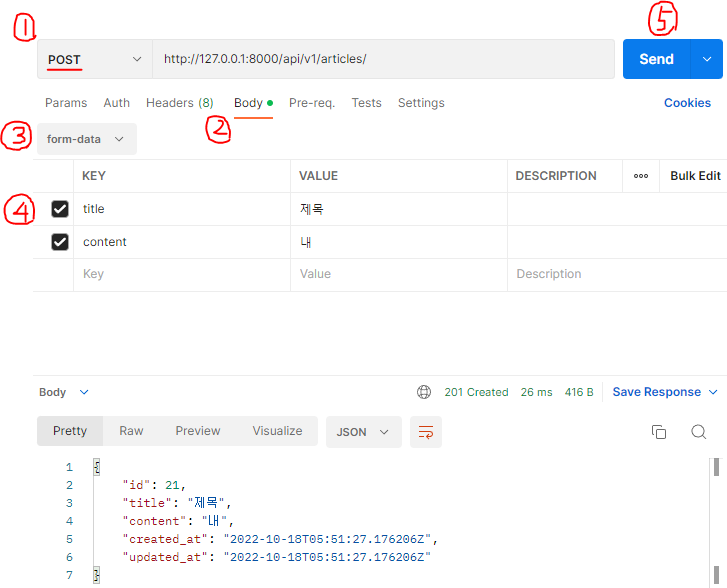 ① ⑤
POST http://127.0.0.1:8000/api/v1/articles/ Send
Params Auth Headers (8) Body Pre-req. Tests Settings Cookies
②
③ form-data
KEY VALUE DESCRIPTION ooo Bulk Edit
④ title 제목
content 내
Key Value Description
Body 201 Created 26 ms 416 B Save Response
Pretty Raw Preview Visualize JSON
1 {
2 "id": 21,
3 "title": "제목",
4 "content": "내",
5 "created_at": "2022-10-18T05:51:27.176206Z",
6 "updated_at": "2022-10-18T05:51:27.176206Z"
7 }